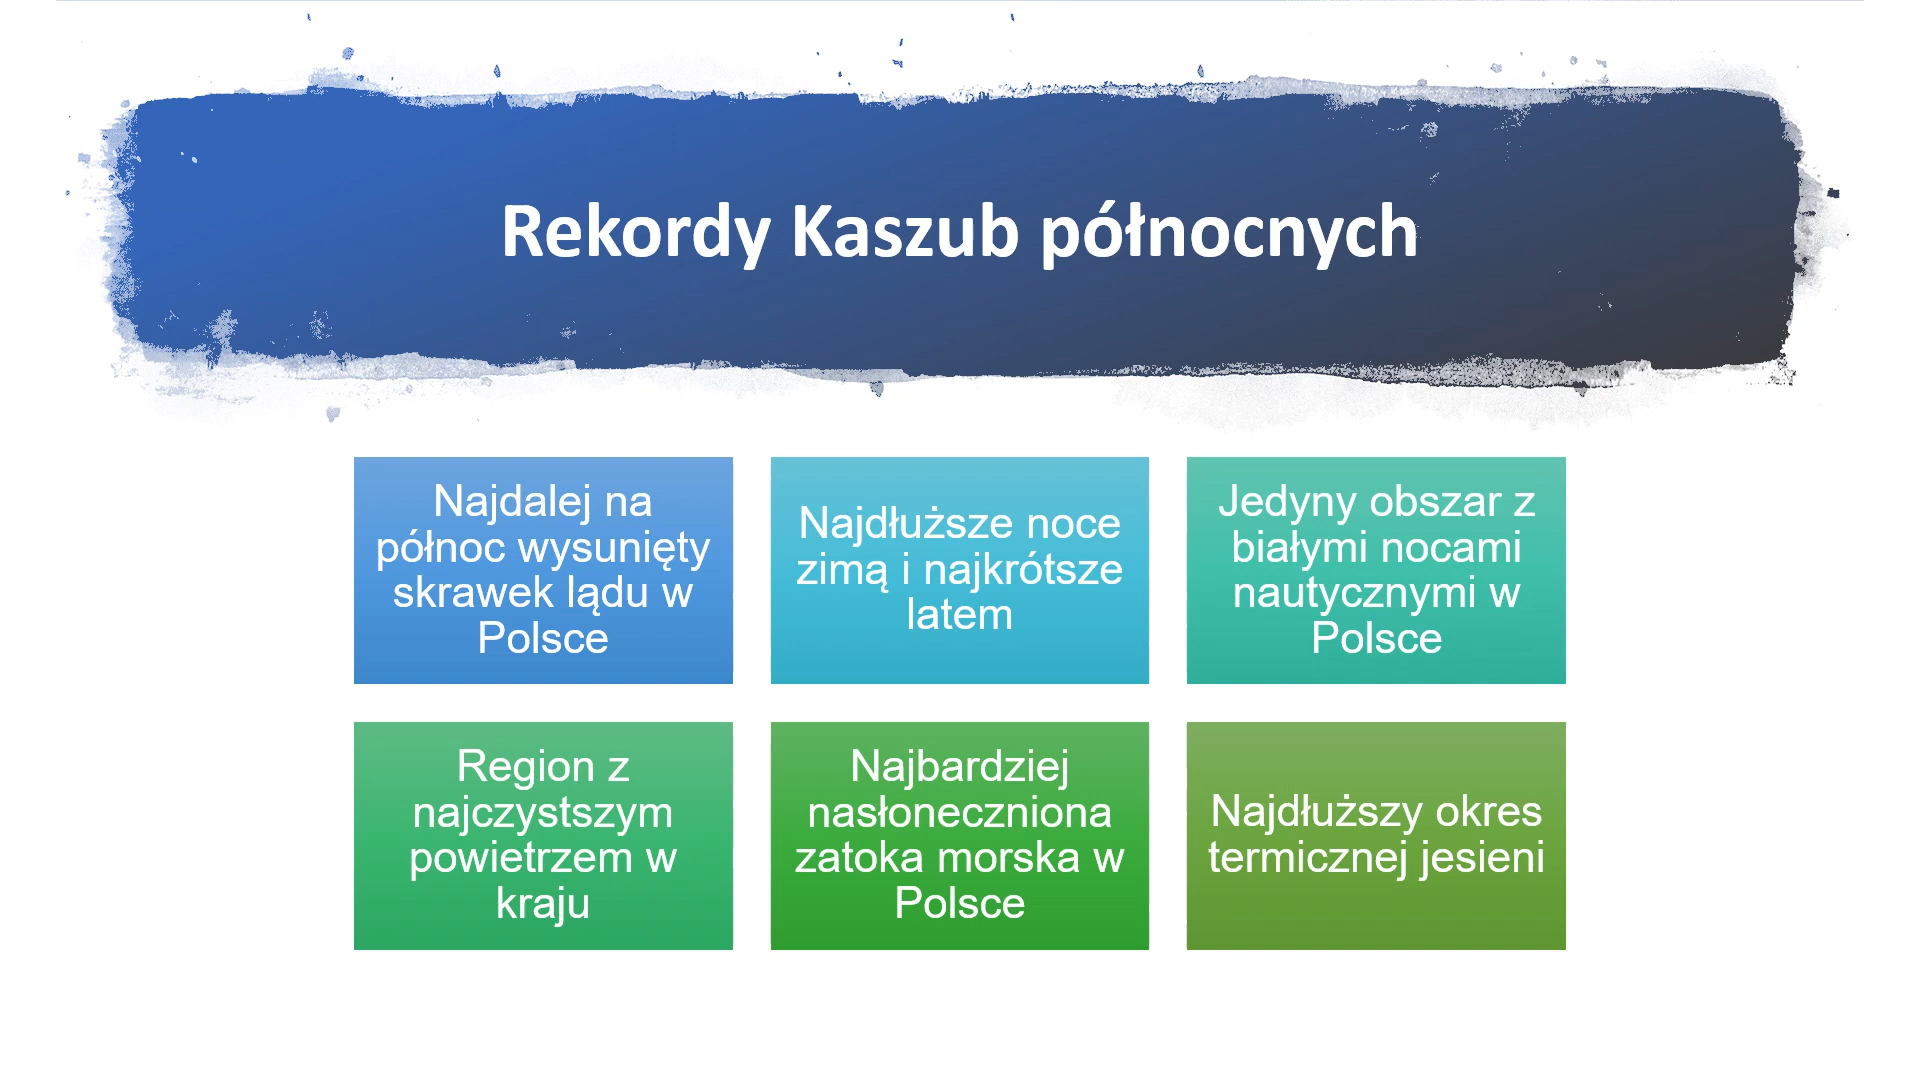 Rekordy Kaszub północnych
Najdalej na
północ wysunięty
skrawek lądu w
Polsce
Najdłuższe noce
zimą i najkrótsze
latem
Jedyny obszar z
białymi nocami
nautycznymi w
Polsce
Region z
najczystszym
powietrzem w
kraju
Najbardziej
nasłoneczniona
zatoka morska w
Polsce
Najdłuższy okres
termicznej jesieni